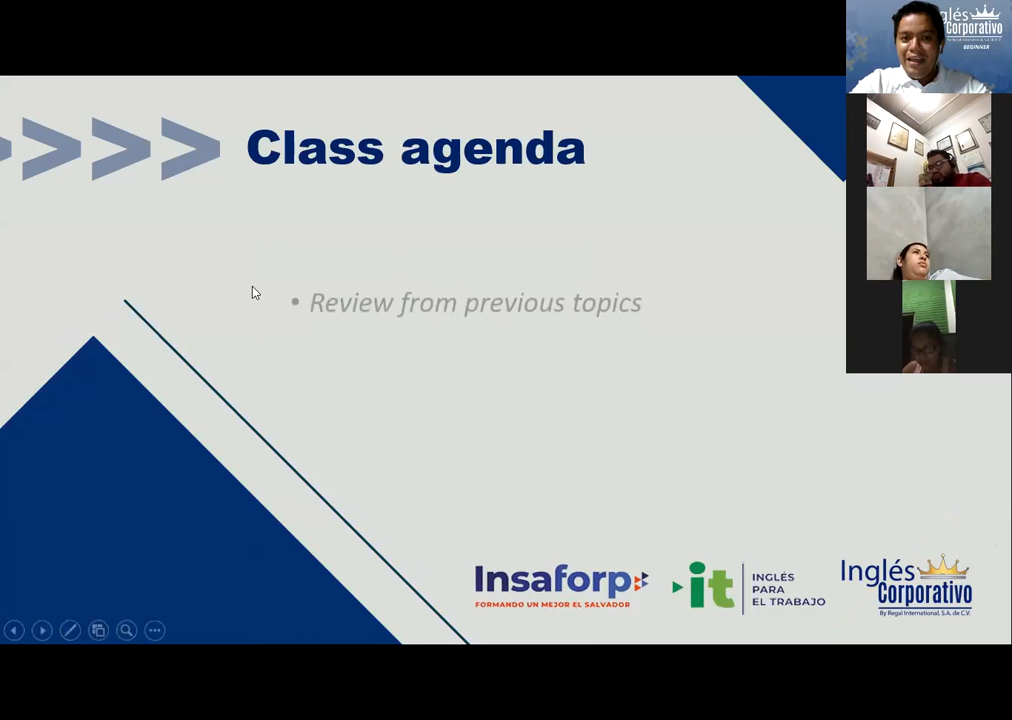 Class agenda
• Review from previous topics
Insaforp
FORMANDO UN MEJOR EL SALVADOR
it
INGLÉS
PARA
EL TRABAJO
Inglés
Corporativo
By Regal International, S.A. de C.V.
glés
Corporativo
BEGINNER